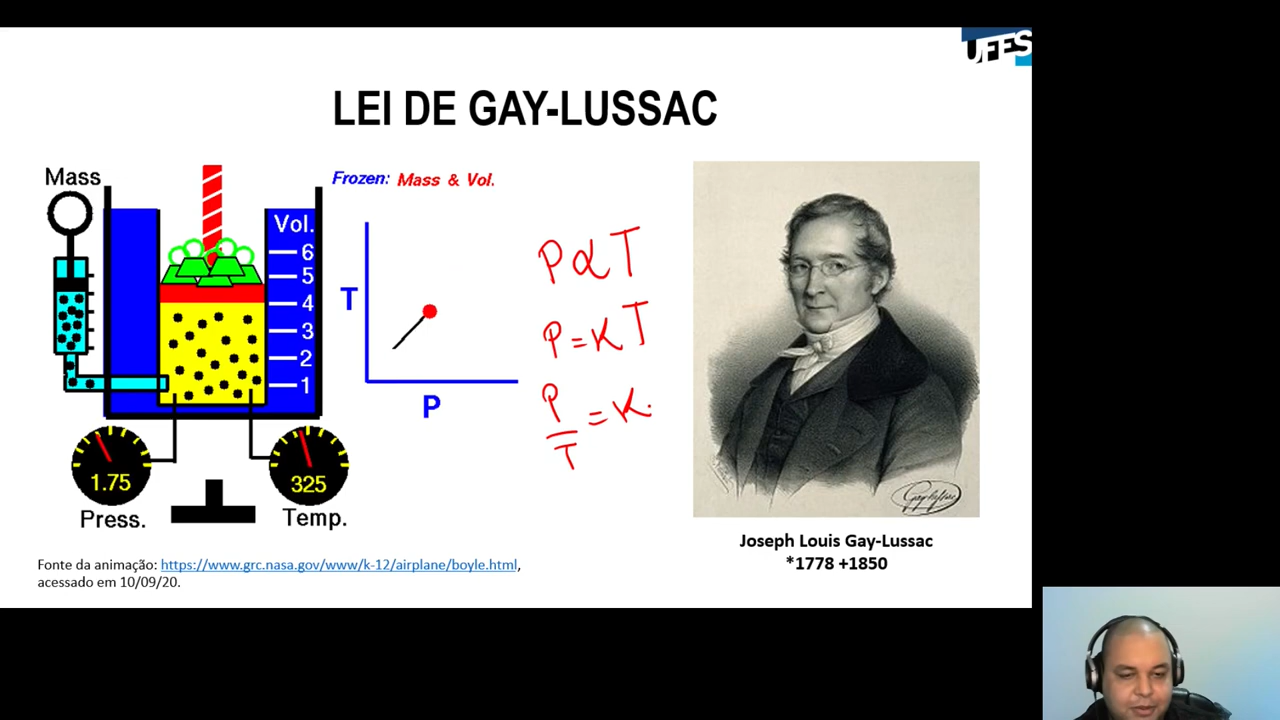 UFES
LEI DE GAY-LUSSAC
Mass
Frozen: Mass & Vol.
Vol.
6
5
4
3
2
1
T
P
1.75
325
Press.
Temp.
P ∝ T
P = K T
P/T = K.
Gay Lussac
Joseph Louis Gay-Lussac
*1778 +1850
Fonte da animação: https://www.grc.nasa.gov/www/k-12/airplane/boyle.html,
acessado em 10/09/20.